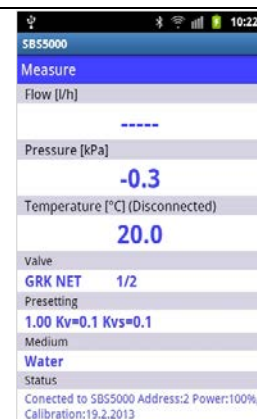 10:22
SBS5000
Measure
Flow [l/h]
-----
Pressure [kPa]
-0.3
Temperature [°C] (Disconnected)
20.0
Valve
GRK NET 1/2
Presetting
1.00 Kv=0.1 Kvs=0.1
Medium
Water
Status
Conected to SBS5000 Address:2 Power:100%,
Calibration:19.2.2013